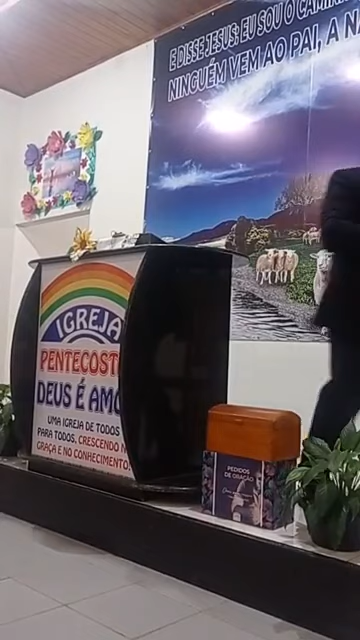 E DISSE JESUS: EU SOU O
NINGUÉM VEM AO PAI, A
IGREJA
PENTECOST
DEUS É AMO
UMA IGREJA DE TODOS
PARA TODOS, CRESCENDO N
GRAÇA E NO CONHECIMENTO.
PEDIDOS
DE ORAÇÃO